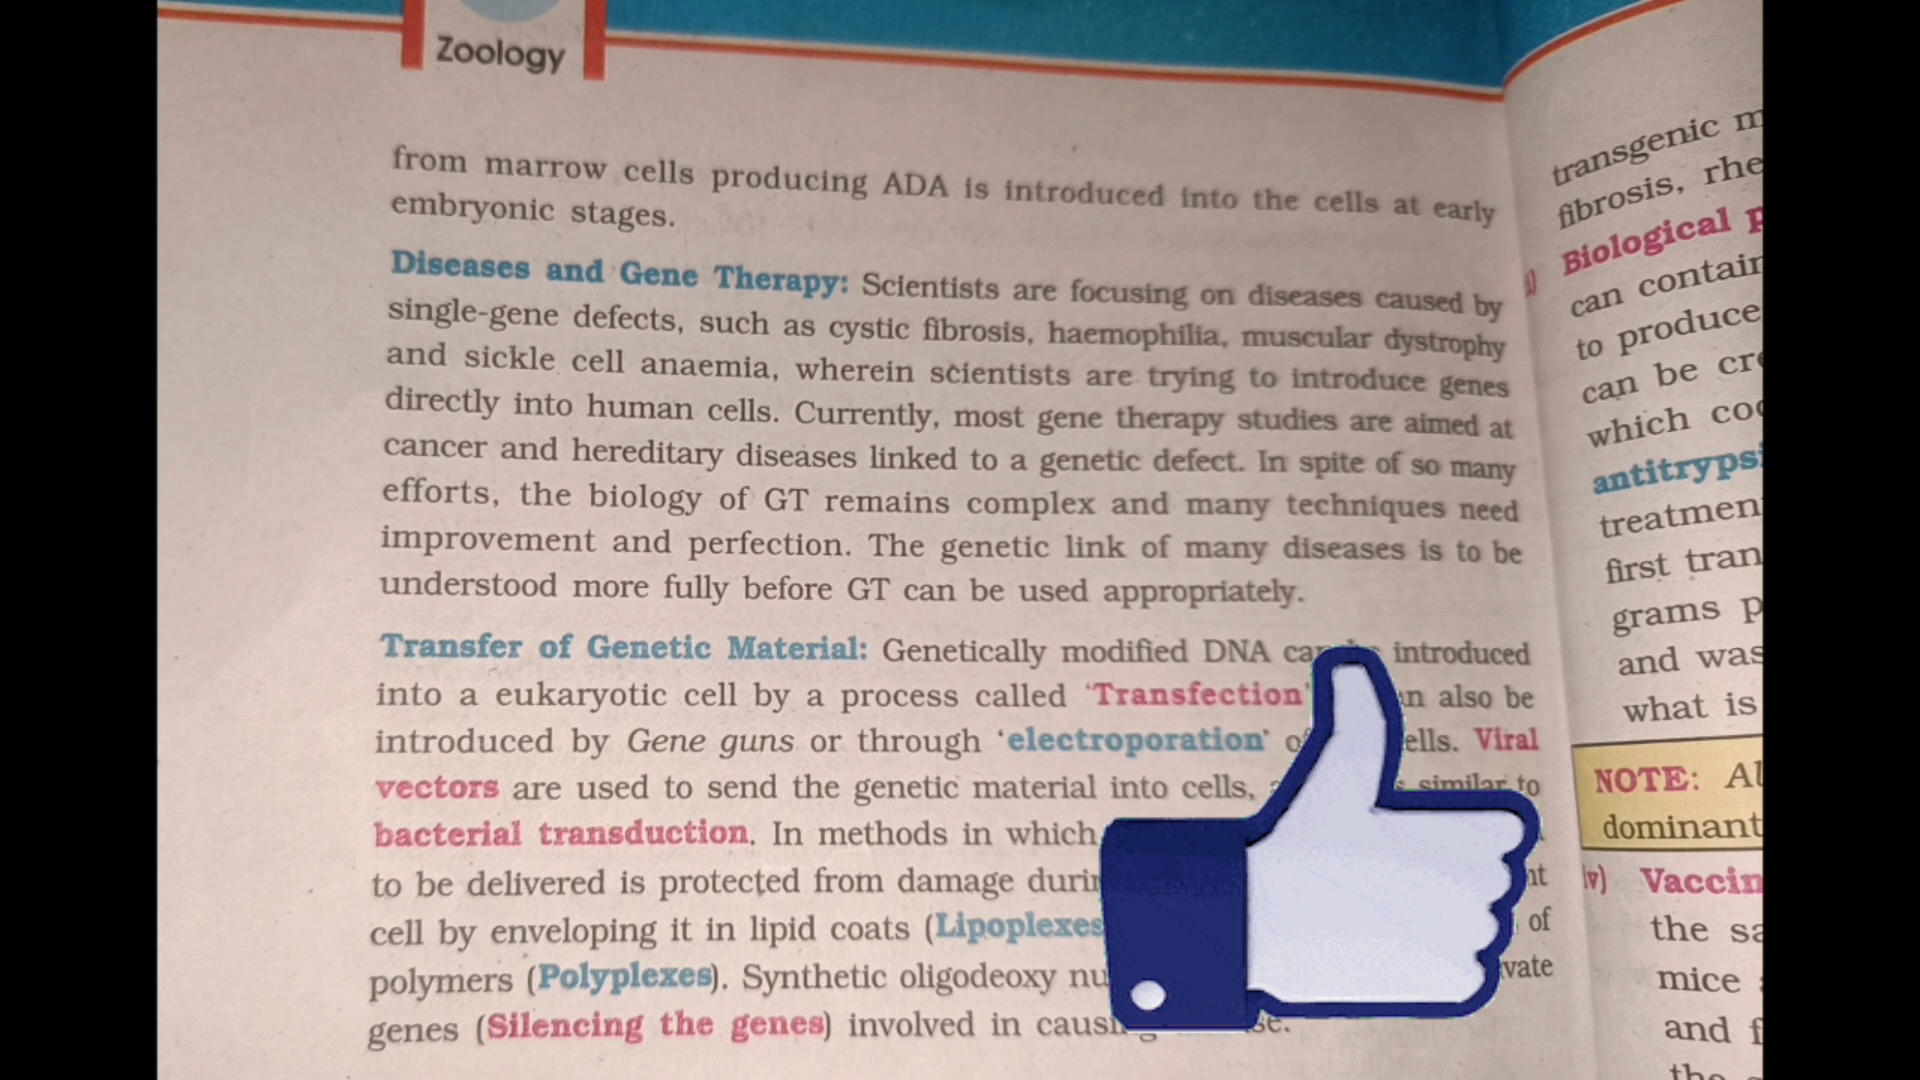 Zoology
from marrow cells producing ADA is introduced into the cells at early
embryonic stages.
Diseases and Gene Therapy: Scientists are focusing on diseases caused by
single-gene defects, such as cystic fibrosis, haemophilia, muscular dystrophy
and sickle cell anaemia, wherein scientists are trying to introduce genes
directly into human cells. Currently, most gene therapy studies are aimed at
cancer and hereditary diseases linked to a genetic defect. In spite of so many
efforts, the biology of GT remains complex and many techniques need
improvement and perfection. The genetic link of many diseases is to be
understood more fully before GT can be used appropriately.
Transfer of Genetic Material: Genetically modified DNA introduced
into a eukaryotic cell by a process called 'Transfection' also be
introduced by Gene guns or through 'electroporation' Viral
vectors are used to send the genetic material into cells, similar to
bacterial transduction. In methods in which
to be delivered is protected from damage
cell by enveloping it in lipid coats (Lipoplexes
of
polymers (Polyplexes). Synthetic oligodeoxy
genes (Silencing the genes) involved in
transgenic
fibrosis,
Biological
can contain
to produce
can be
which
treatmen
first tran
grams
and was
what is
NOTE:
dominant
iv) Vaccin
the
mice
and